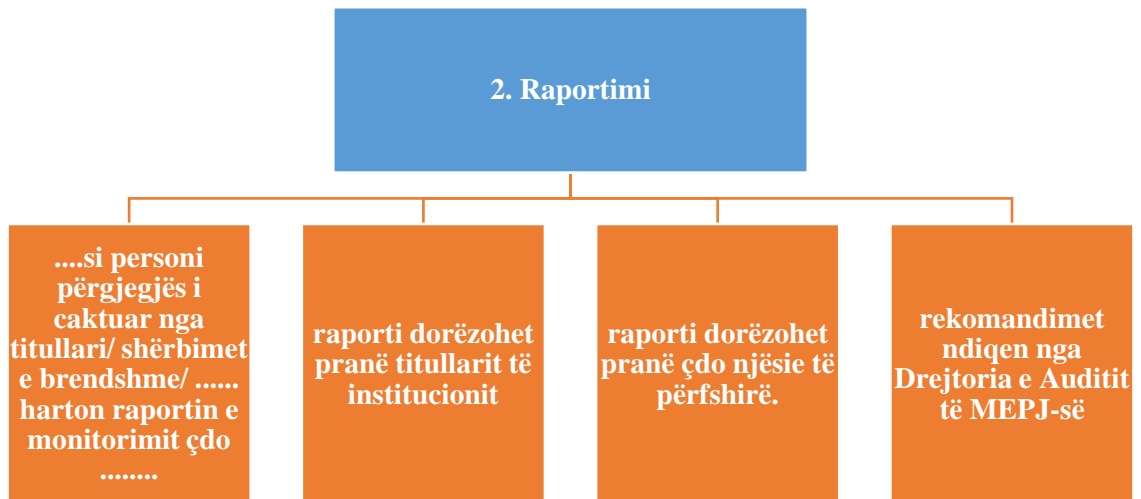 2. Raportimi
....si personi
përgjegjës i
caktuar nga
titullari/ shërbimet
e brendshme/ ......
harton raportin e
monitorimit çdo
........
raporti dorëzohet
pranë titullarit të
institucionit
raporti dorëzohet
pranë çdo njësie të
përfshirë.
rekomandimet
ndiqen nga
Drejtoria e Auditit
të MEPJ-së